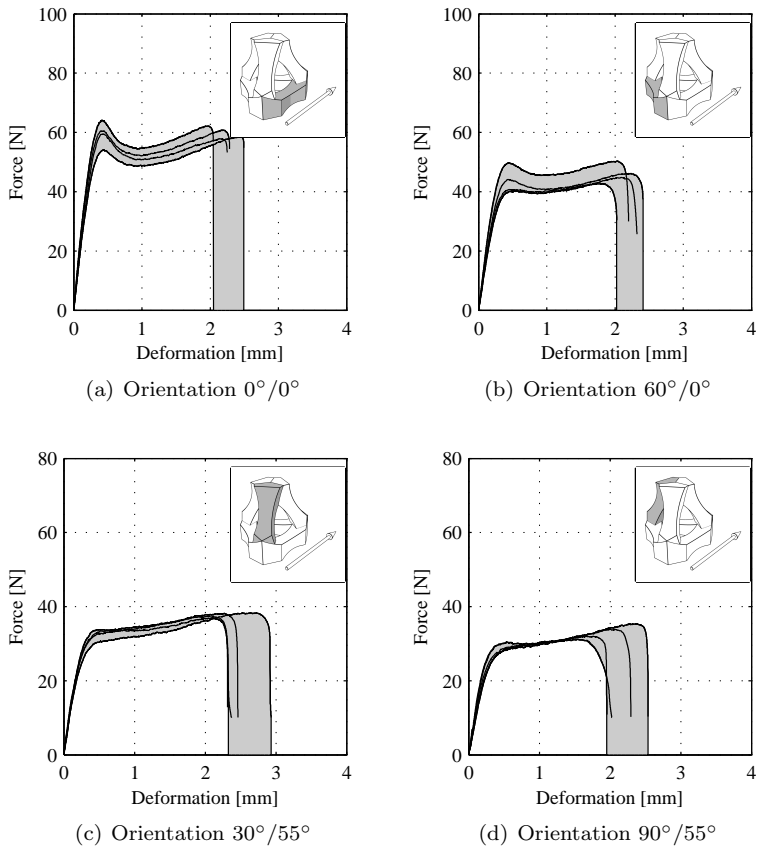 100
80
60
40
20
0
0 1 2 3 4
Force [N]
Deformation [mm]
(a) Orientation 0°/0°
100
80
60
40
20
0
0 1 2 3 4
Force [N]
Deformation [mm]
(b) Orientation 60°/0°
80
60
40
20
0
0 1 2 3 4
Force [N]
Deformation [mm]
(c) Orientation 30°/55°
80
60
40
20
0
0 1 2 3 4
Force [N]
Deformation [mm]
(d) Orientation 90°/55°